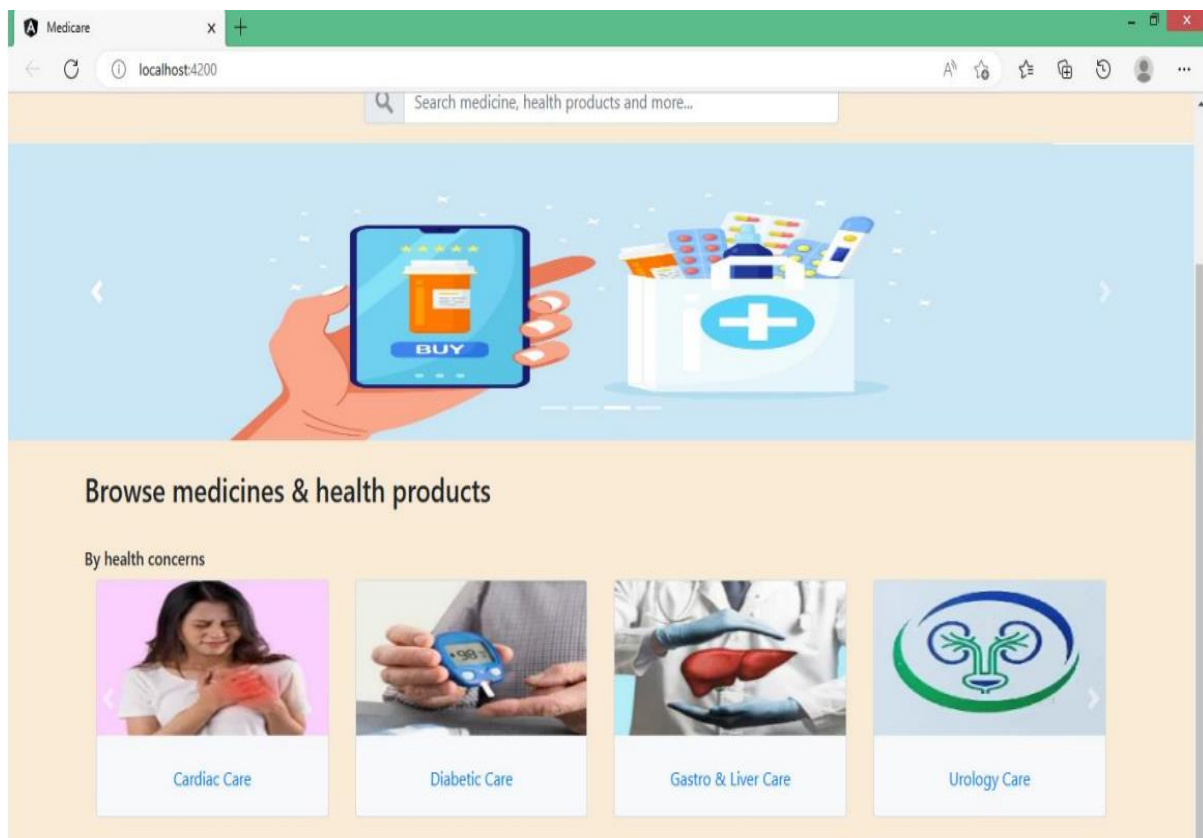 Medicare
localhost:4200
Search medicine, health products and more...
BUY
Browse medicines & health products
By health concerns
98
Cardiac Care
Diabetic Care
Gastro & Liver Care
Urology Care